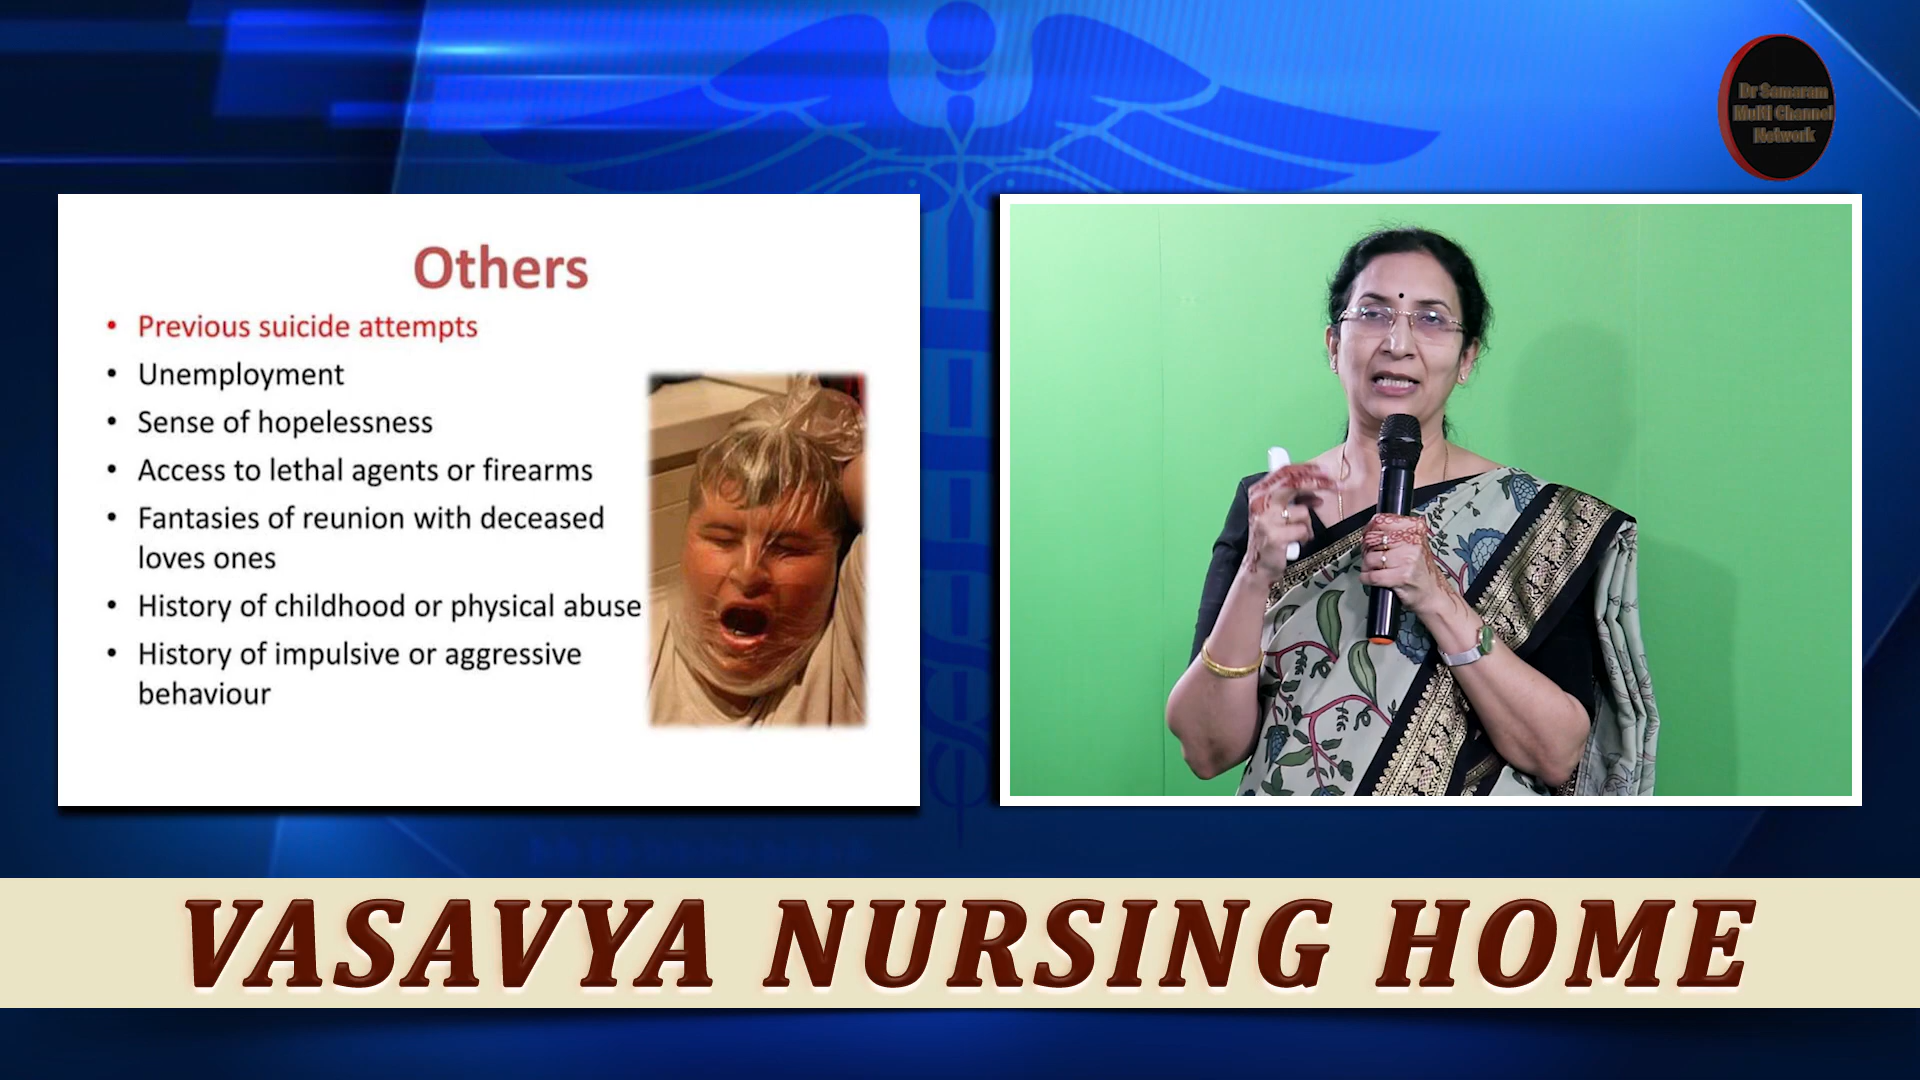 Dr Samaram
Multi Channel
Network
Others
• Previous suicide attempts
• Unemployment
• Sense of hopelessness
• Access to lethal agents or firearms
• Fantasies of reunion with deceased
loves ones
• History of childhood or physical abuse
• History of impulsive or aggressive
behaviour
VASAVYA NURSING HOME